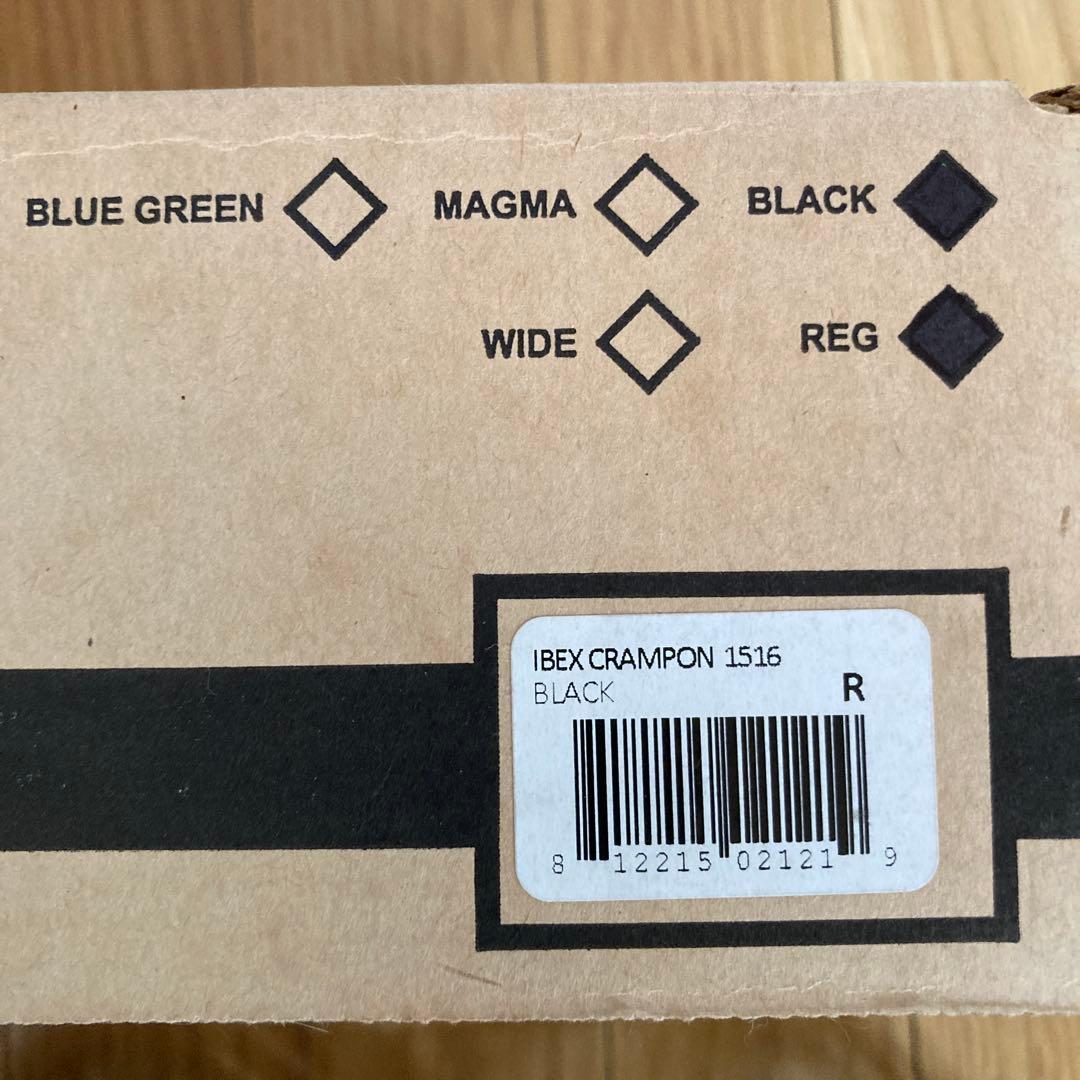 BLUE GREEN MAGMA BLACK
WIDE REG
IBEX CRAMPON 1516
BLACK R
8 12215 02121 9